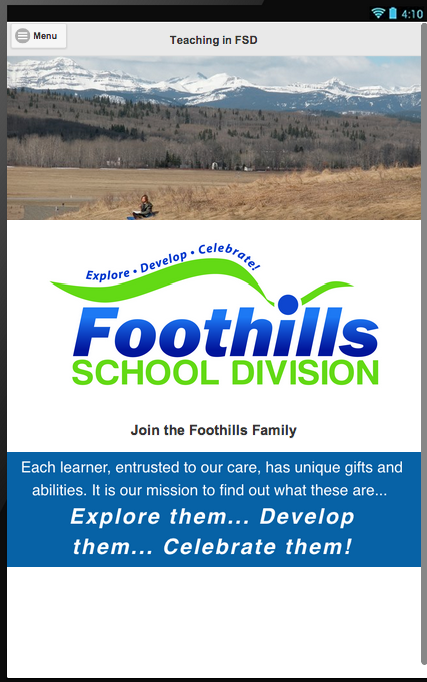 4:10
Menu
Teaching in FSD
Explore • Develop • Celebrate!
Foothills
SCHOOL DIVISION
Join the Foothills Family
Each learner, entrusted to our care, has unique gifts and
abilities. It is our mission to find out what these are...
Explore them... Develop
them... Celebrate them!